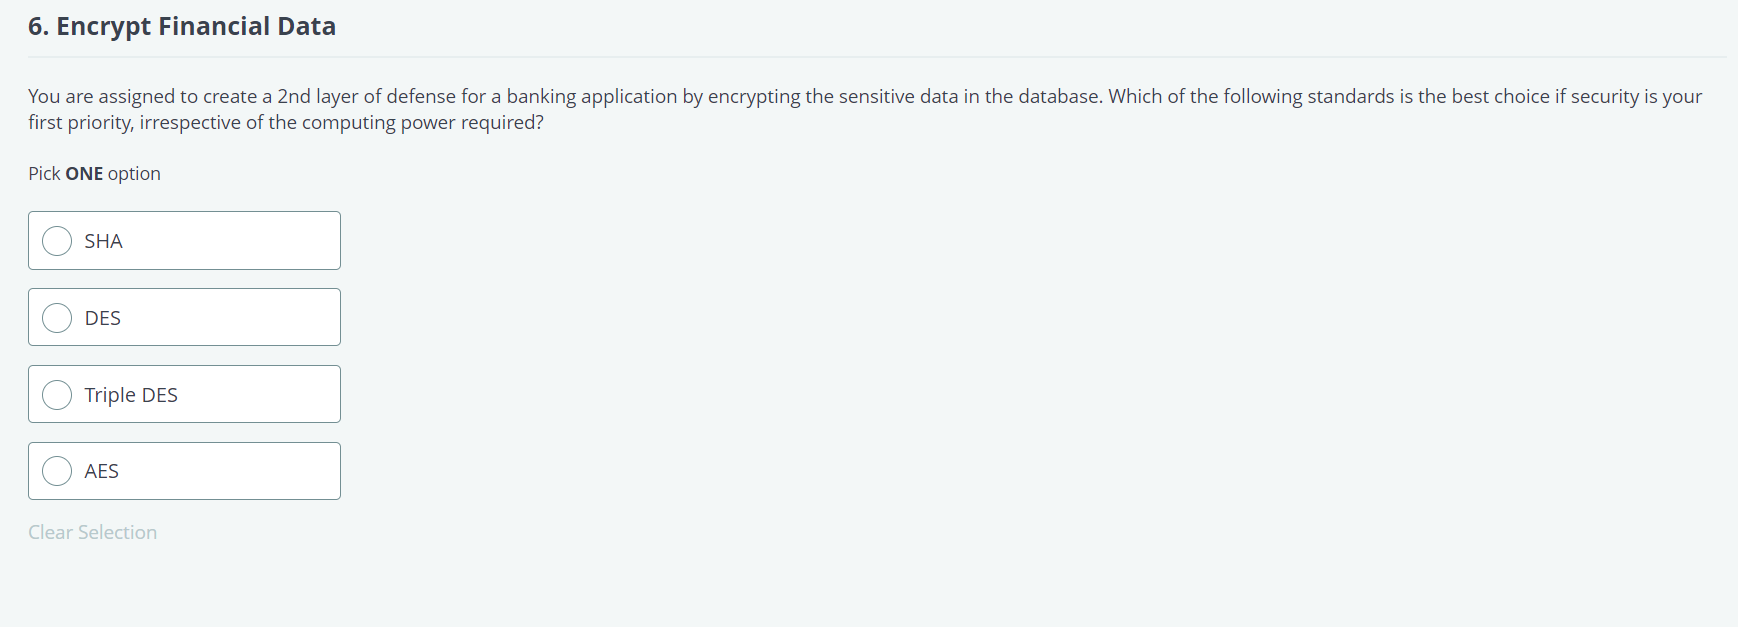 6. Encrypt Financial Data
You are assigned to create a 2nd layer of defense for a banking application by encrypting the sensitive data in the database. Which of the following standards is the best choice if security is your
first priority, irrespective of the computing power required?
Pick ONE option
SHA
DES
Triple DES
AES
Clear Selection